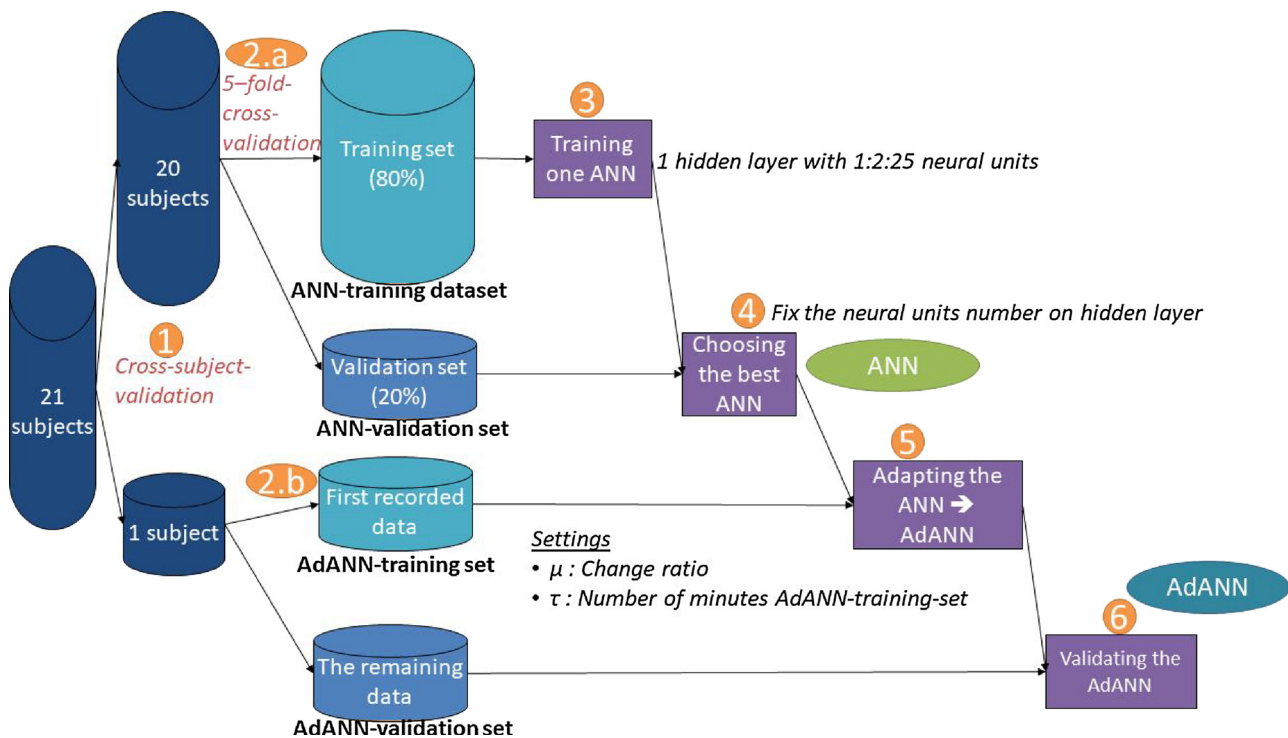 2.a
5–fold-
cross-
validation
20
subjects
Training set
(80%)
ANN-training dataset
3
Training
one ANN
1 hidden layer with 1:2:25 neural units
1
Cross-subject-
validation
21
subjects
Validation set
(20%)
ANN-validation set
4
Fix the neural units number on hidden layer
Choosing
the best
ANN
ANN
2.b
1 subject
First recorded
data
AdANN-training set
5
Adapting the
ANN ➔
AdANN
Settings
• μ : Change ratio
• τ : Number of minutes AdANN-training-set
AdANN
6
Validating the
AdANN
The remaining
data
AdANN-validation set